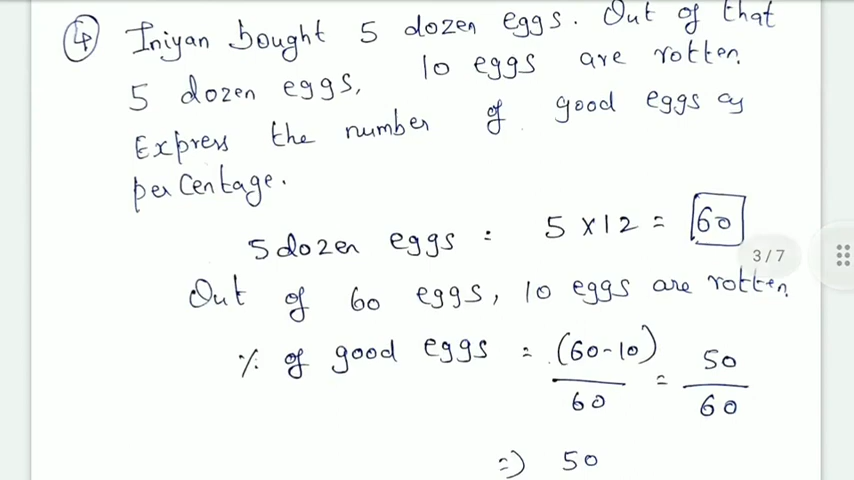 4 Iniyan bought 5 dozen eggs. Out of that
5 dozen eggs, 10 eggs are rotten.
Express the number of good eggs as
percentage.
5 dozen eggs = 5 x 12 = 60
3/7
Out of 60 eggs, 10 eggs are rotten.
% of good eggs = (60-10)/60 = 50/60
=) 50